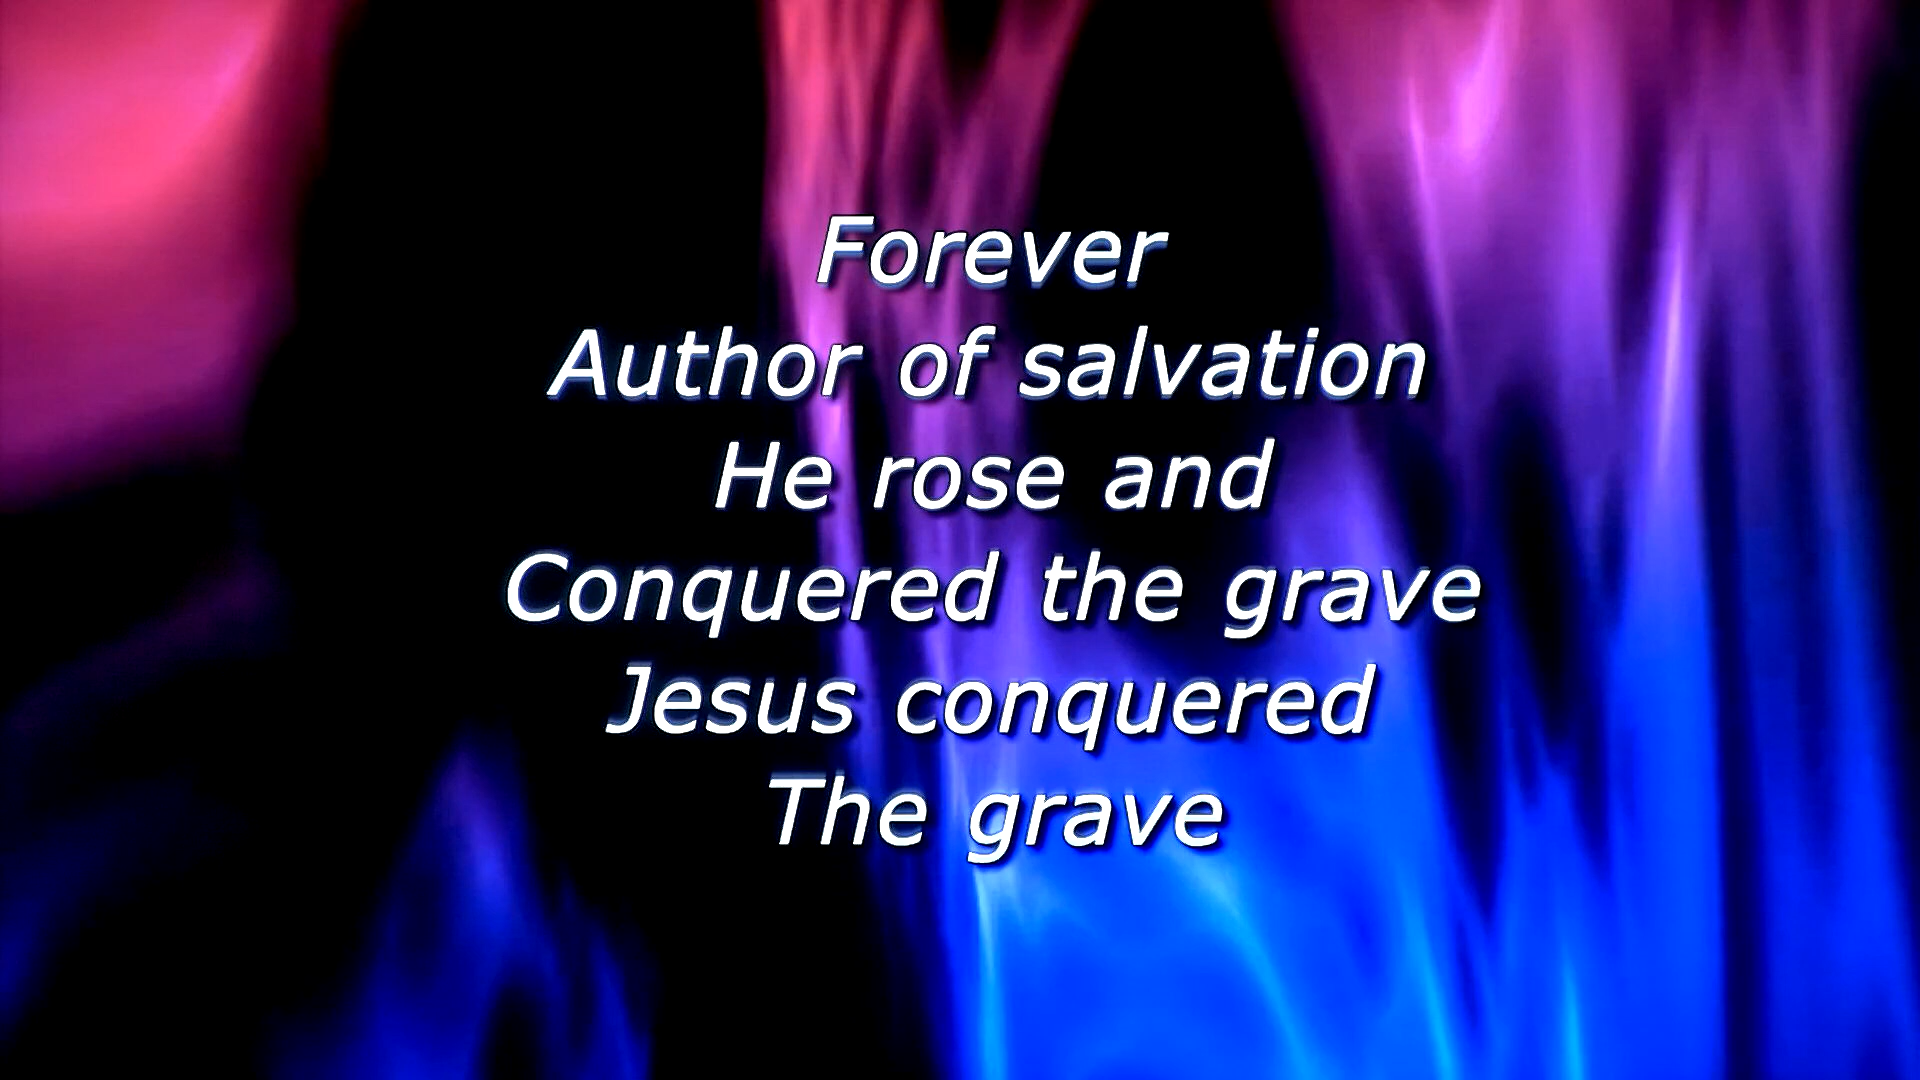 Forever
Author of salvation
He rose and
Conquered the grave
Jesus conquered
The grave